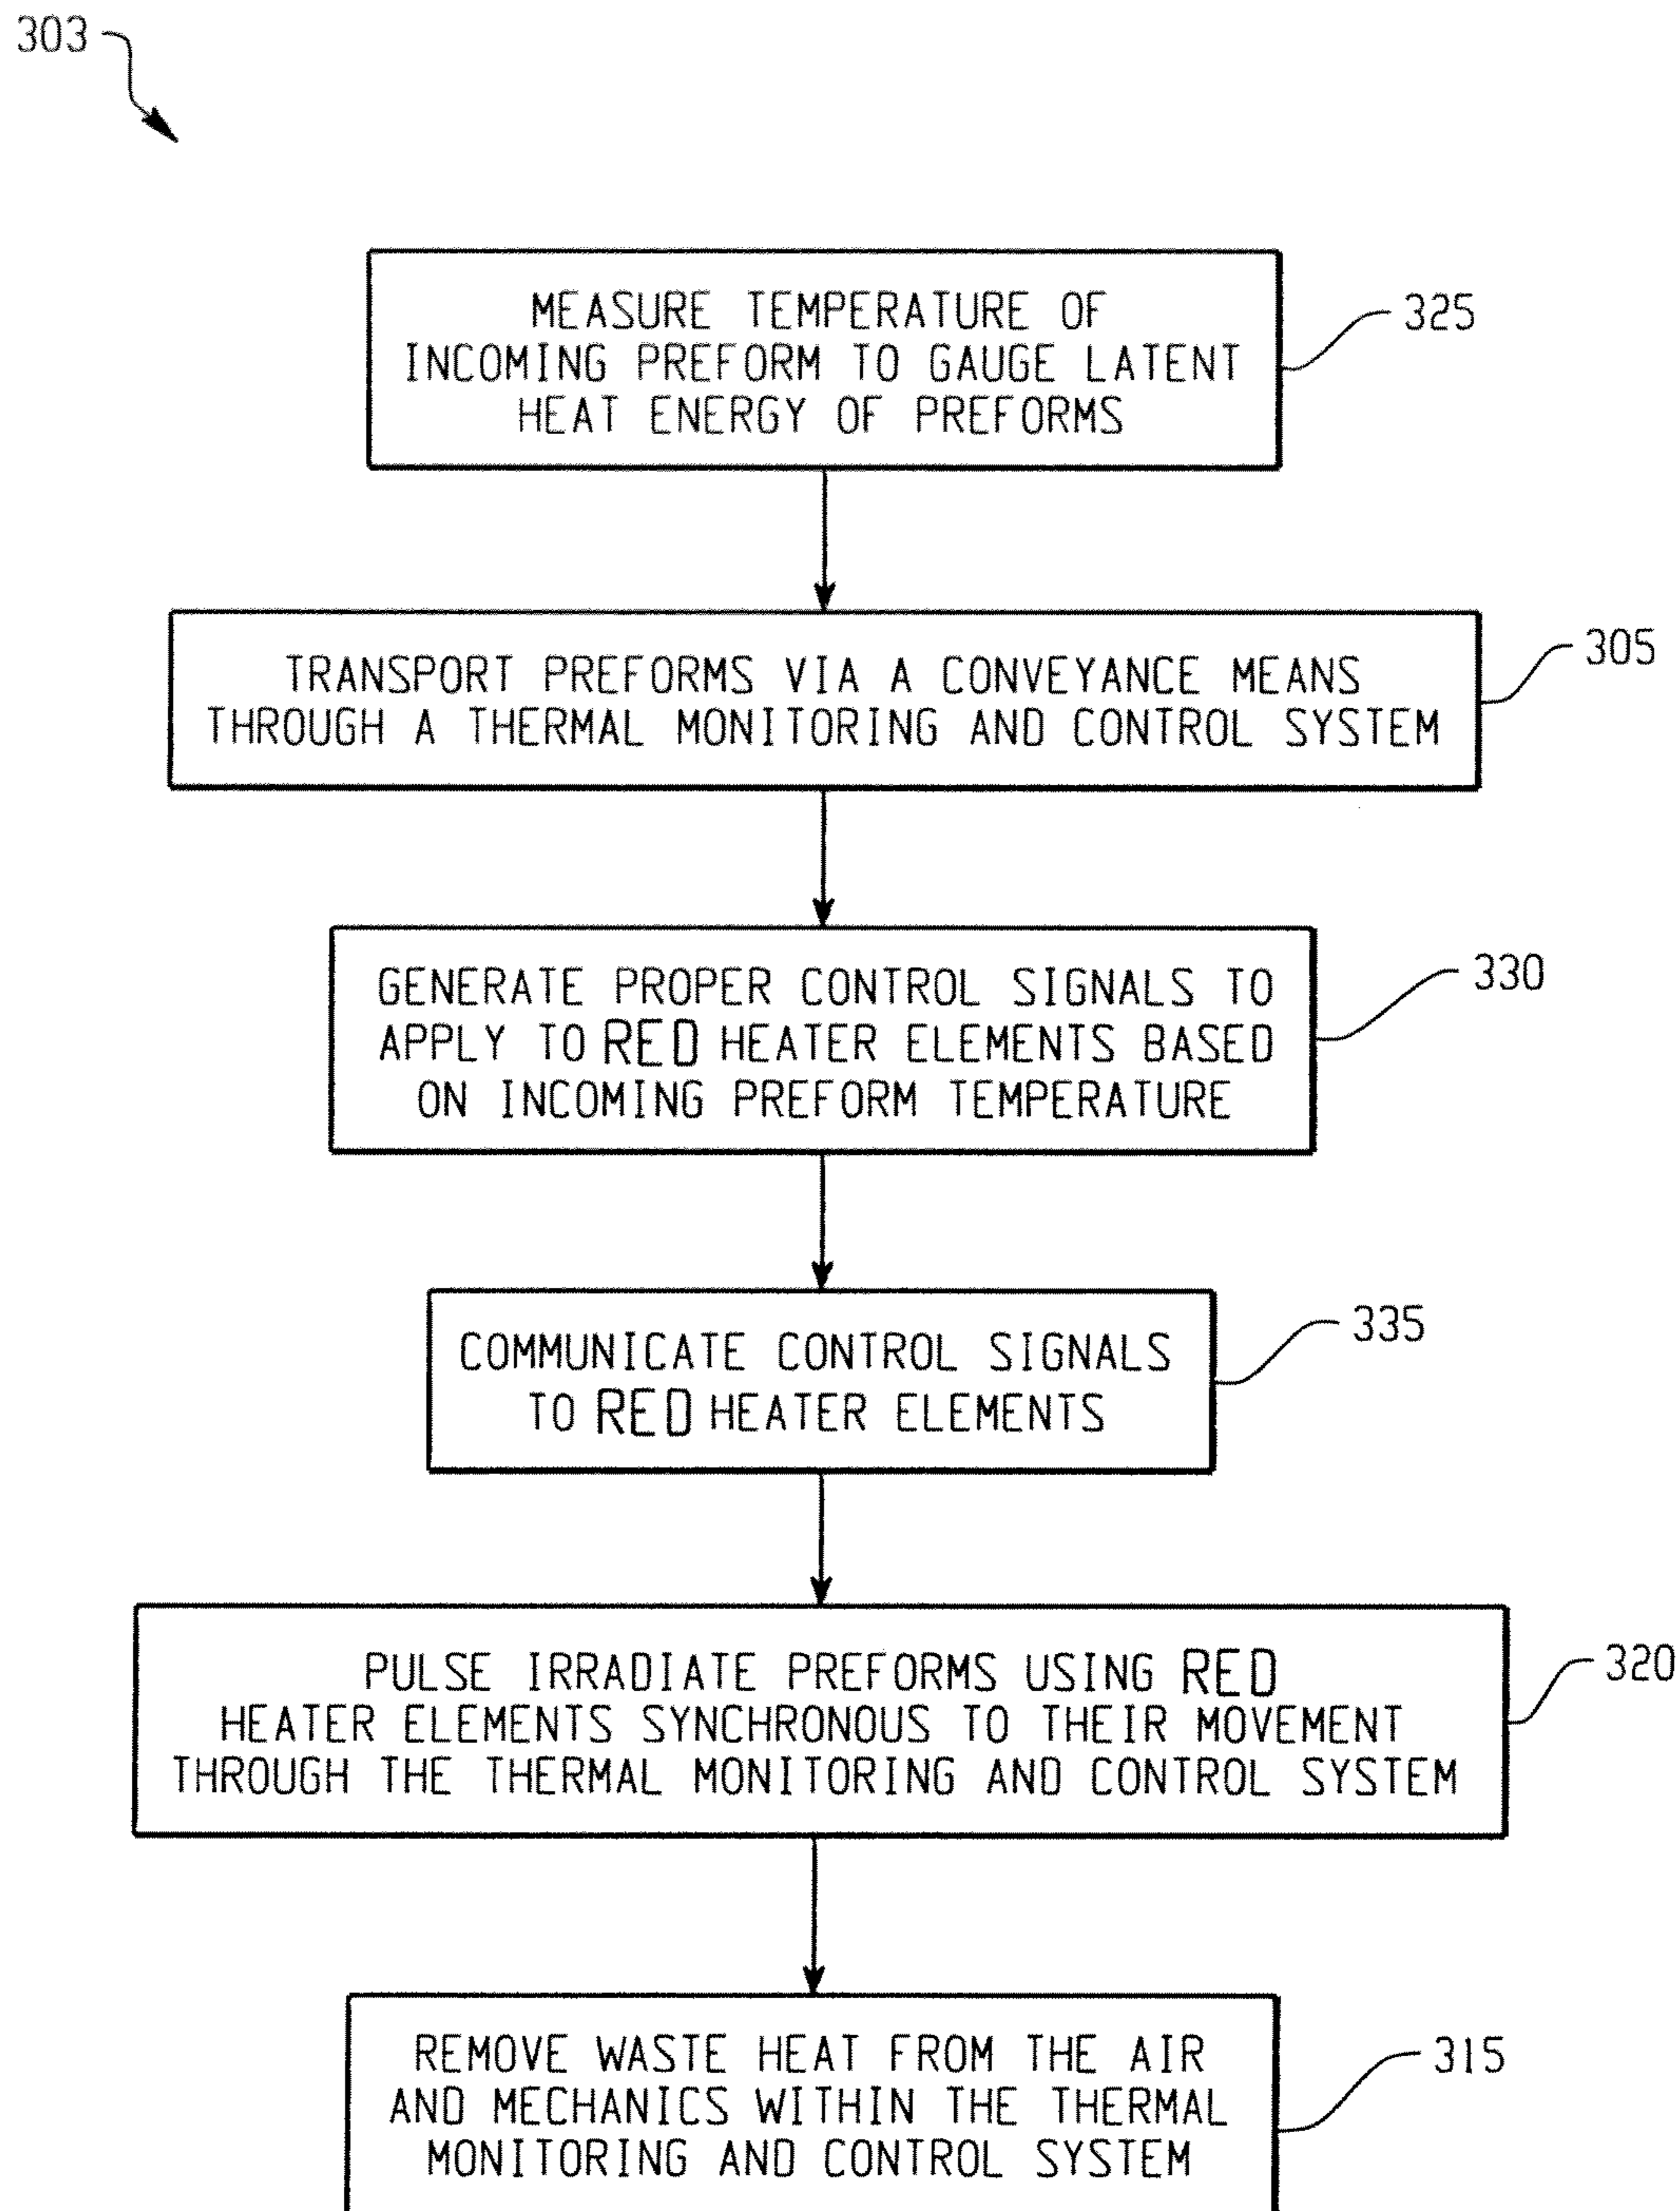 303
MEASURE TEMPERATURE OF
INCOMING PREFORM TO GAUGE LATENT
HEAT ENERGY OF PREFORMS
325
TRANSPORT PREFORMS VIA A CONVEYANCE MEANS
THROUGH A THERMAL MONITORING AND CONTROL SYSTEM
305
GENERATE PROPER CONTROL SIGNALS TO
APPLY TO RED HEATER ELEMENTS BASED
ON INCOMING PREFORM TEMPERATURE
330
COMMUNICATE CONTROL SIGNALS
TO RED HEATER ELEMENTS
335
PULSE IRRADIATE PREFORMS USING RED
HEATER ELEMENTS SYNCHRONOUS TO THEIR MOVEMENT
THROUGH THE THERMAL MONITORING AND CONTROL SYSTEM
320
REMOVE WASTE HEAT FROM THE AIR
AND MECHANICS WITHIN THE THERMAL
MONITORING AND CONTROL SYSTEM
315